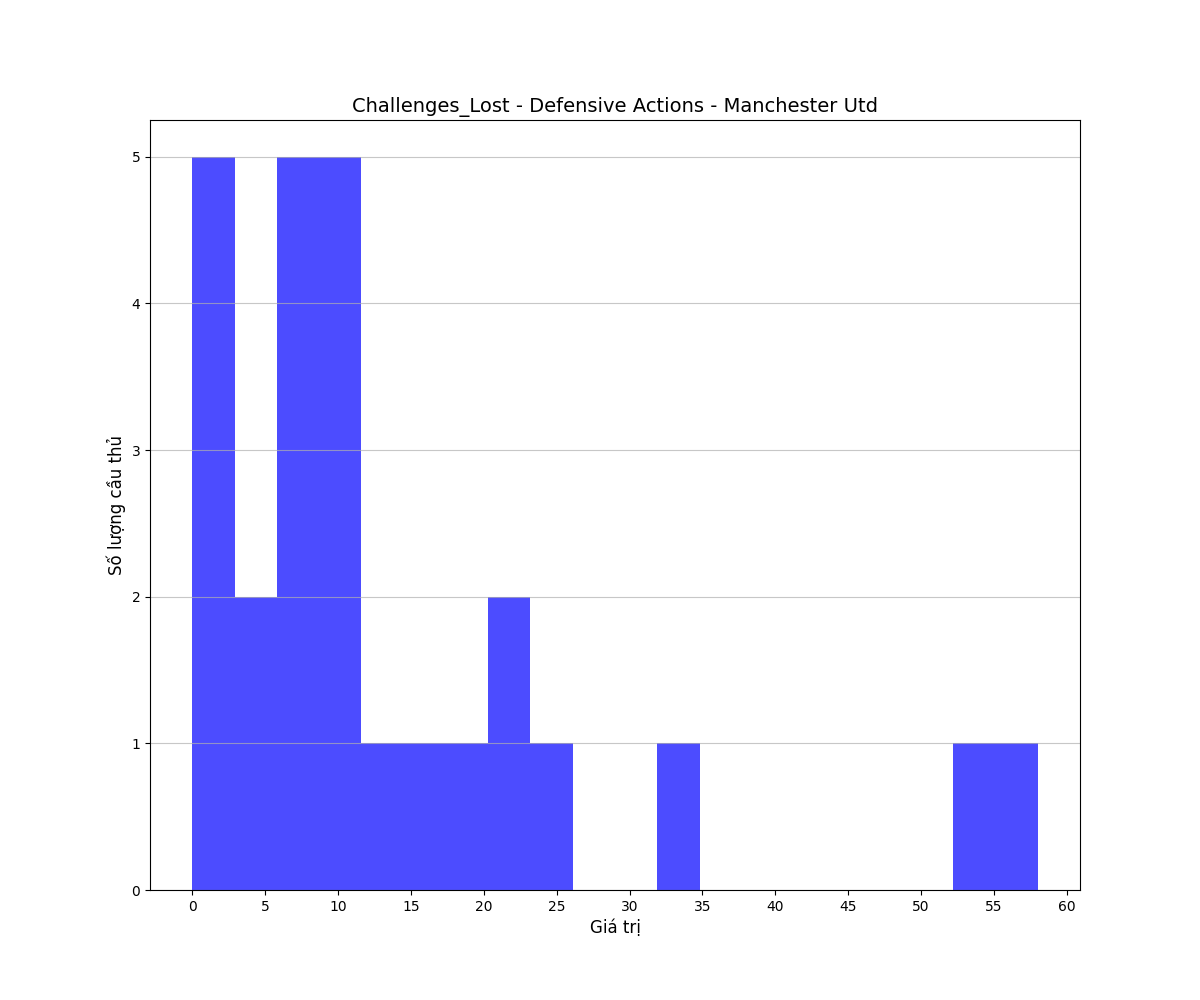 Challenges_Lost - Defensive Actions - Manchester Utd
Số lượng cầu thủ
5
4
3
2
1
0
0 5 10 15 20 25 30 35 40 45 50 55 60
Giá trị